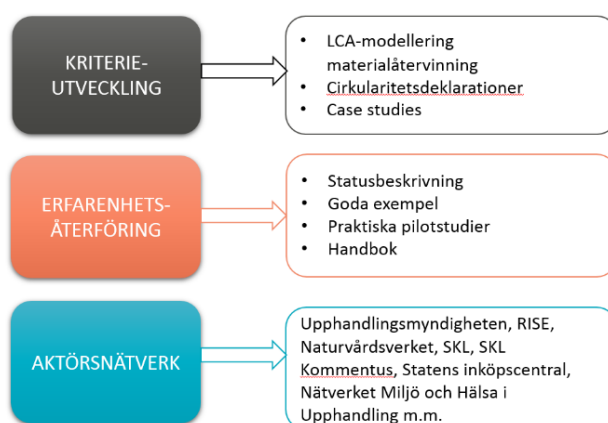 KRITERIE-
UTVECKLING
• LCA-modellering
materialåtervinning
• Cirkularitetsdeklarationer
• Case studies
ERFARENHETS-
ÅTERFÖRING
• Statusbeskrivning
• Goda exempel
• Praktiska pilotstudier
• Handbok
AKTÖRSNÄTVERK
Upphandlingsmyndigheten, RISE,
Naturvårdsverket, SKL, SKL
Kommentus, Statens inköpscentral,
Nätverket Miljö och Hälsa i
Upphandling m.m.